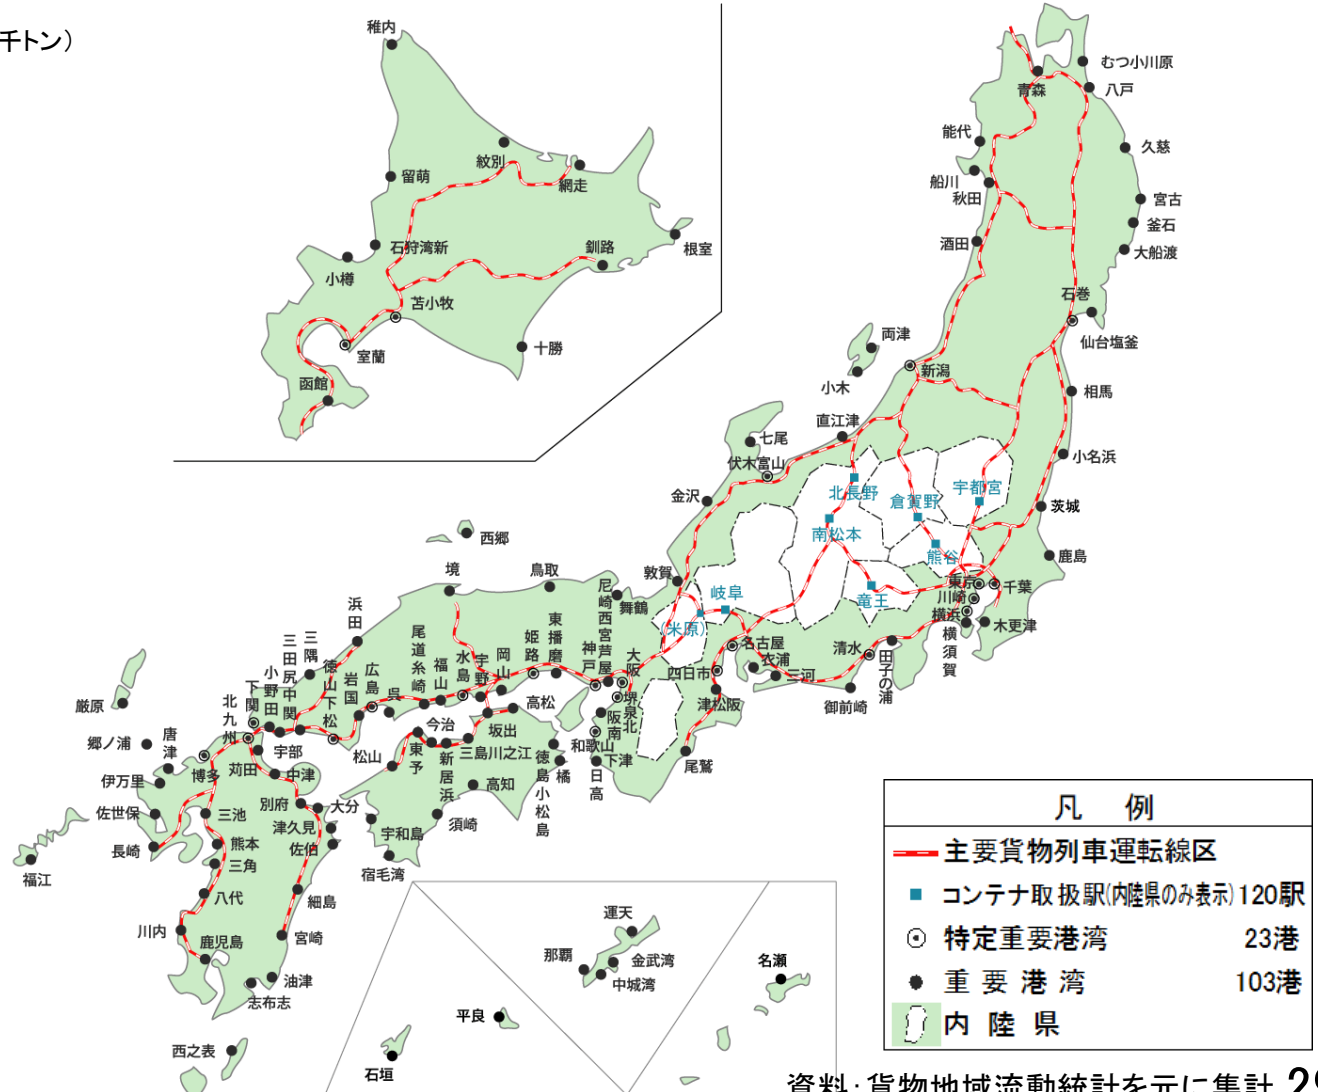 千トン）
稚内
紋別
網走
留萌
石狩湾新
小樽
釧路
根室
苫小牧
室蘭
十勝
函館
むつ小川原
青森
八戸
能代
久慈
船川
秋田
宮古
釜石
酒田
大船渡
石巻
仙台塩釜
両津
小木
新潟
相馬
直江津
七尾
伏木富山
小名浜
金沢
北長野
倉賀野
宇都宮
茨城
南松本
熊谷
鹿島
西郷
境
鳥取
敦賀
舞鶴
岐阜
(米原)
竜王
東京
千葉
川崎
横浜
横須賀
木更津
名古屋
衣浦
三河
清水
田子の浦
御前崎
四日市
津松阪
尾鷲
浜田
三隅
三田尻中関
小野田
下関
北九州
徳山下松
岩国
広島
呉
尾道糸崎
福山
水島
宇野
岡山
姫路
東播磨
神戸
尼崎西宮芦屋
大阪
堺泉北
阪南
和歌山
下津
日高
高松
坂出
今治
東予
新居浜
三島川之江
松山
高知
須崎
徳島小松島
橘
宇和島
宿毛湾
厳原
郷ノ浦
唐津
伊万里
佐世保
長崎
福江
博多
苅田
宇部
中津
別府
大分
津久見
佐伯
三池
熊本
三角
八代
川内
鹿児島
細島
宮崎
油津
志布志
西之表
運天
那覇
金武湾
中城湾
名瀬
平良
石垣
凡 例
主要貨物列車運転線区
コンテナ取扱駅(内陸県のみ表示) 120駅
特定重要港湾 23港
重要港湾 103港
内陸県
資料：貨物地域流動統計を元に集計